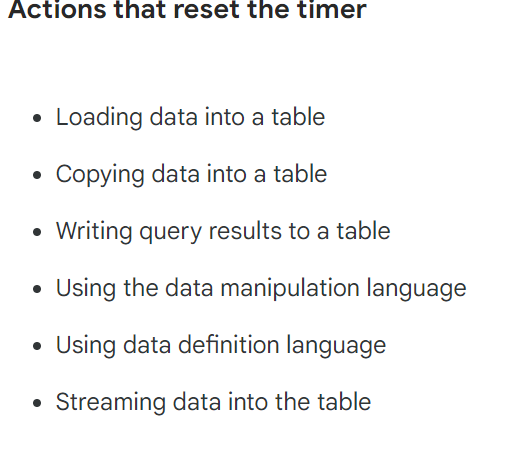 Actions that reset the timer
• Loading data into a table
• Copying data into a table
• Writing query results to a table
• Using the data manipulation language
• Using data definition language
• Streaming data into the table